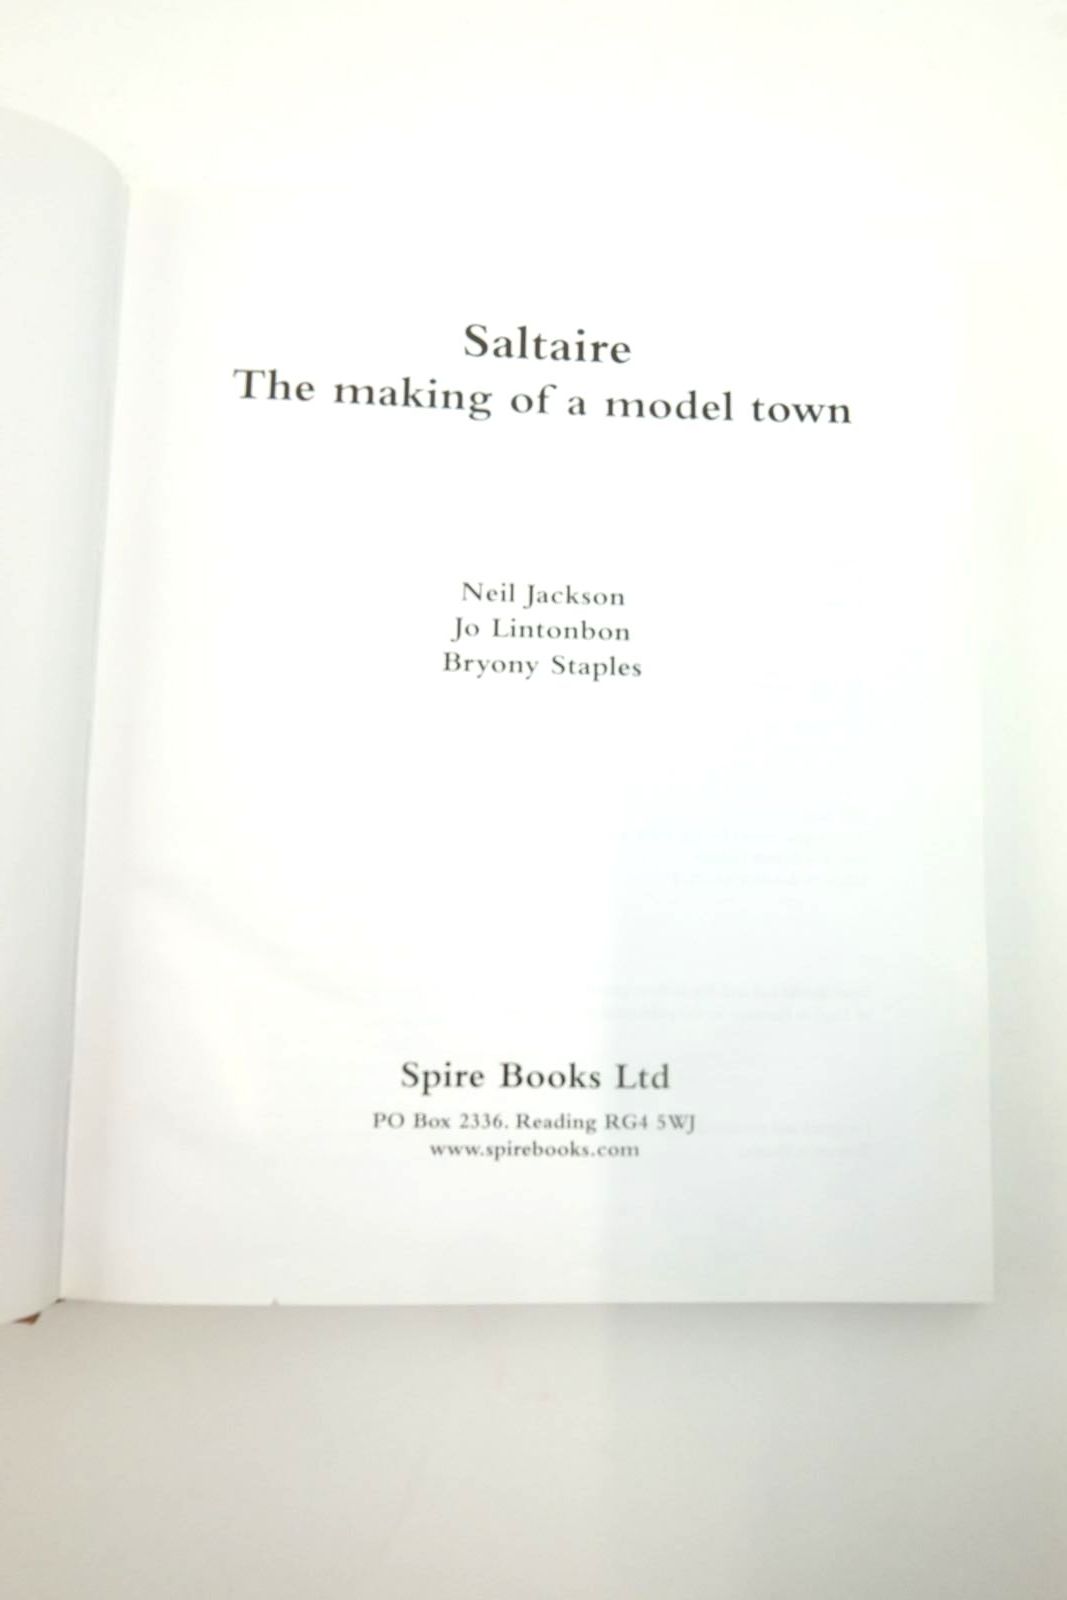 Saltaire
The making of a model town
Neil Jackson
Jo Lintonbon
Bryony Staples
Spire Books Ltd
PO Box 2336, Reading RG4 5WJ
www.spirebooks.com